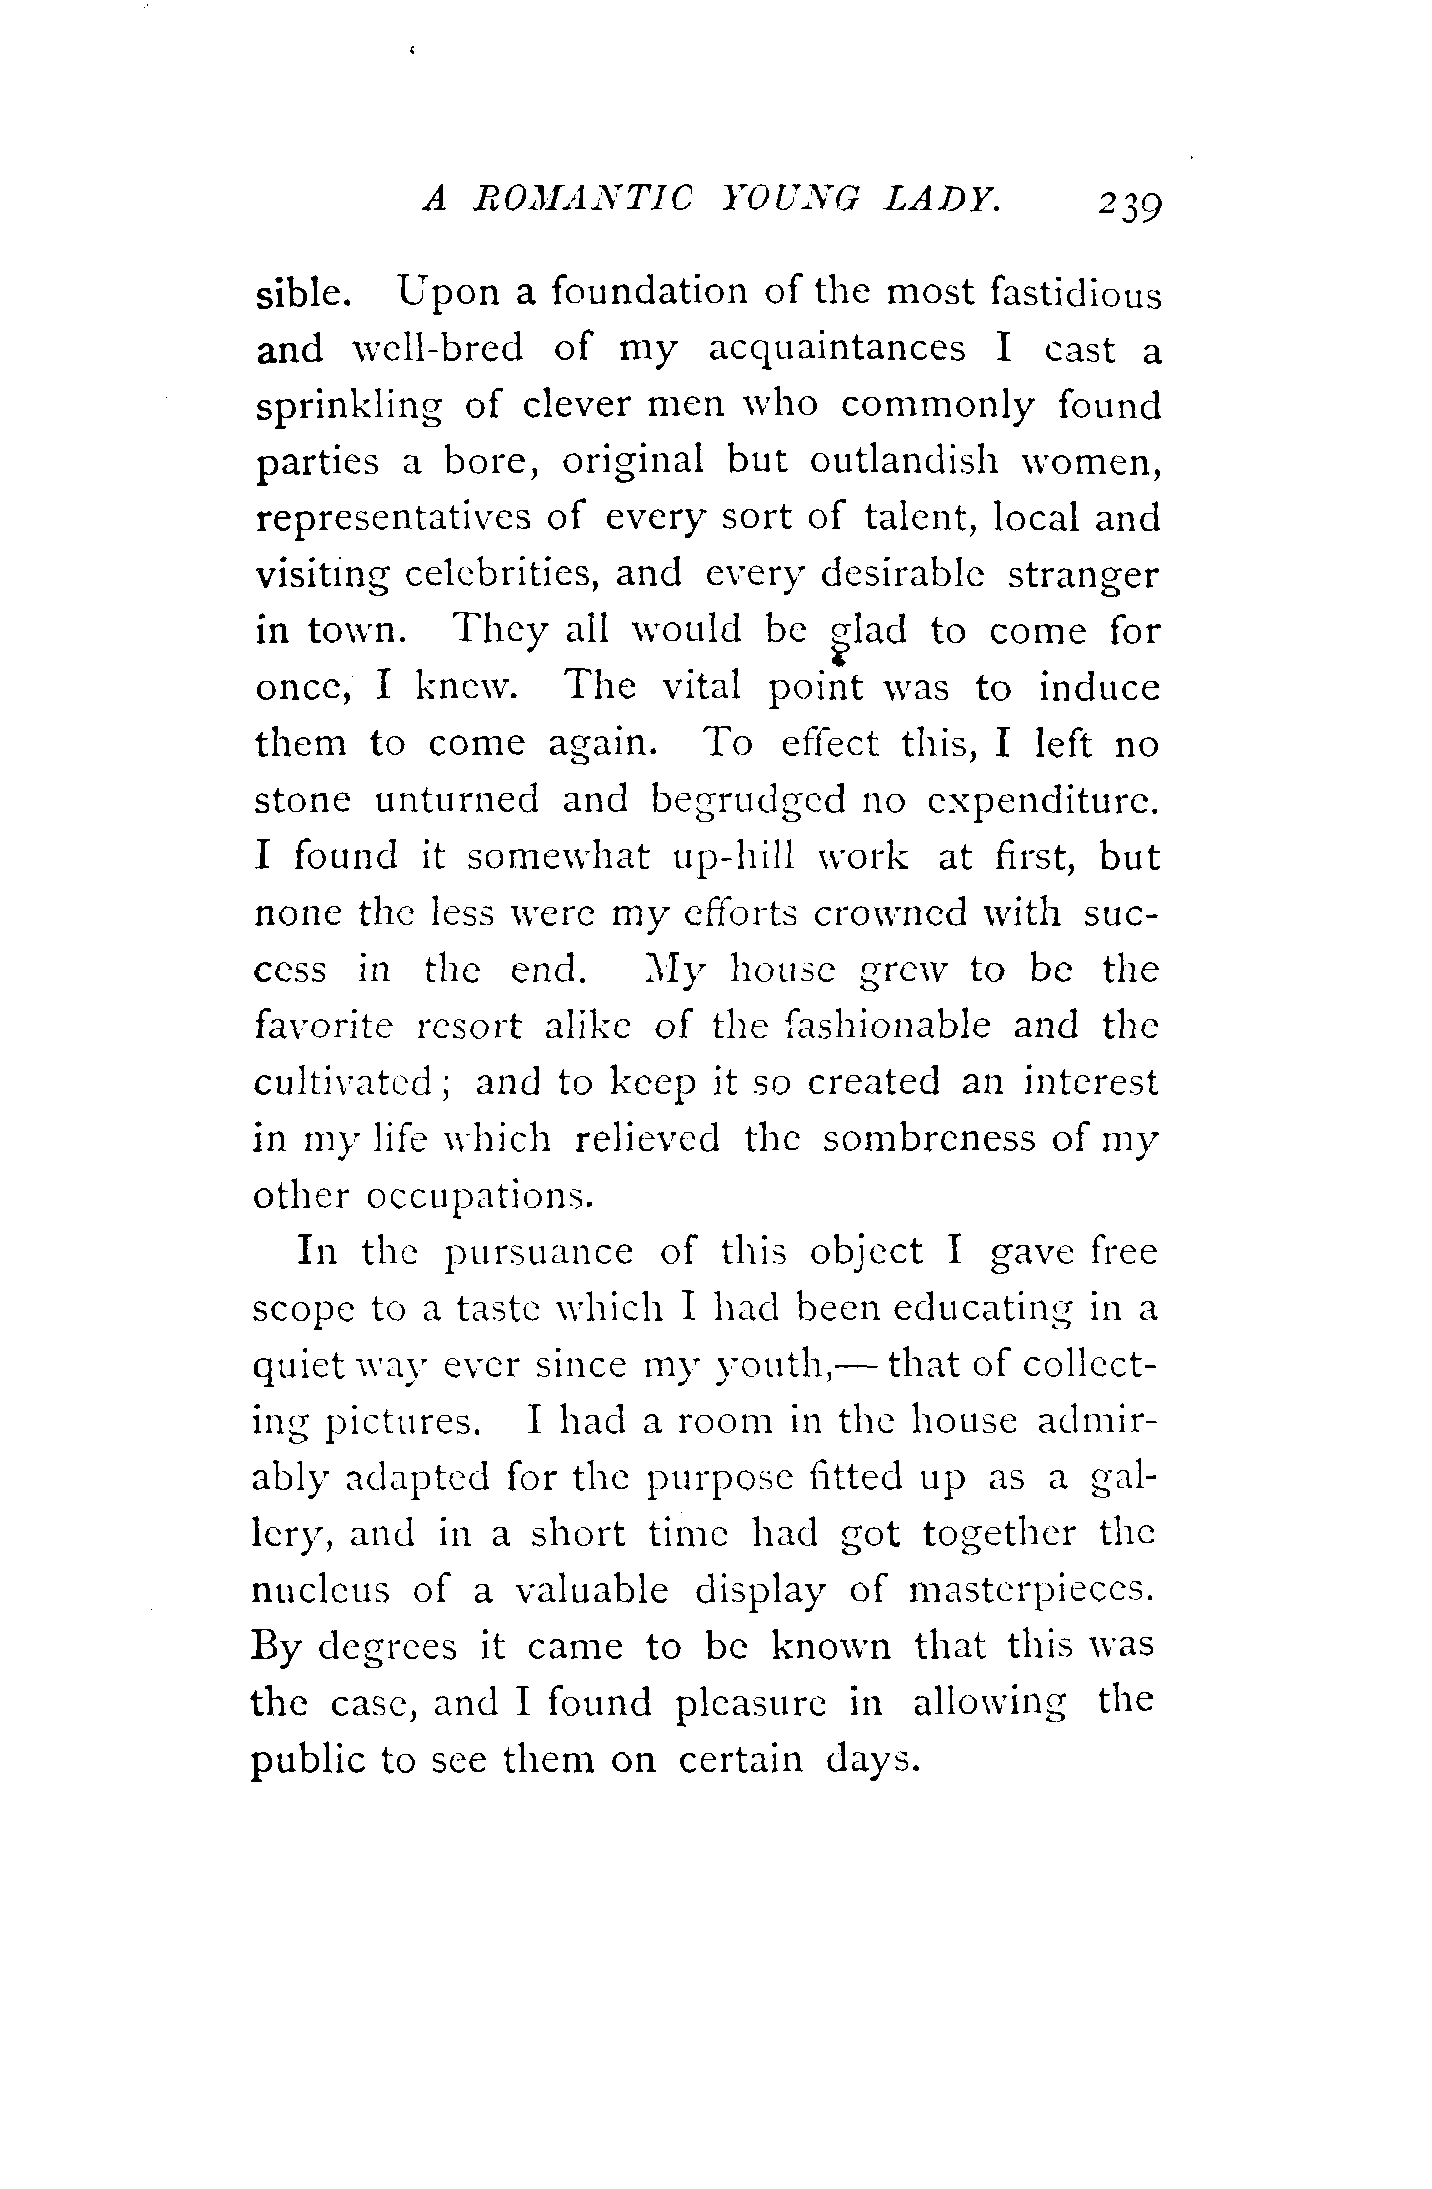 A ROMANTIC YOUNG LADY. 239
sible. Upon a foundation of the most fastidious
and well-bred of my acquaintances I cast a
sprinkling of clever men who commonly found
parties a bore, original but outlandish women,
representatives of every sort of talent, local and
visiting celebrities, and every desirable stranger
in town. They all would be glad to come for
once, I knew. The vital point was to induce
them to come again. To effect this, I left no
stone unturned and begrudged no expenditure.
I found it somewhat up-hill work at first, but
none the less were my efforts crowned with suc-
cess in the end. My house grew to be the
favorite resort alike of the fashionable and the
cultivated; and to keep it so created an interest
in my life which relieved the sombreness of my
other occupations.
In the pursuance of this object I gave free
scope to a taste which I had been educating in a
quiet way ever since my youth,— that of collect-
ing pictures. I had a room in the house admir-
ably adapted for the purpose fitted up as a gal-
lery, and in a short time had got together the
nucleus of a valuable display of masterpieces.
By degrees it came to be known that this was
the case, and I found pleasure in allowing the
public to see them on certain days.